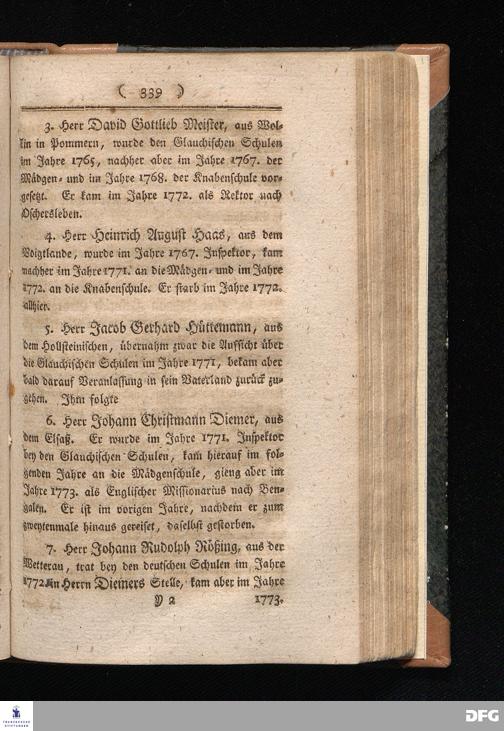 ( 339 )
3. Herr David Gottlieb Meister, aus Wol-
lin in Pommern, wurde den Glauchischen Schulen
im Jahre 1765, nachher aber im Jahre 1767. der
Mädgen- und im Jahre 1768. der Knabenschule vor-
gesetzt. Er kam im Jahre 1772. als Rektor nach
Oschersleben.
4. Herr Heinrich August Haas, aus dem
Voigtlande, wurde im Jahre 1767. Inspektor, kam
nachher im Jahre 1771. an die Mädgen- und im Jahre
1772. an die Knabenschule. Er starb im Jahre 1772.
allhier.
5. Herr Jacob Gerhard Hüttemann, aus
dem Hollsteinischen, übernahm zwar die Aufsicht über
die Glauchischen Schulen im Jahre 1771, bekam aber
bald darauf Veranlassung in sein Vaterland zurück zu-
gehen. Ihm folgte
6. Herr Johann Christmann Diemer, aus
dem Elsaß. Er wurde im Jahre 1771. Inspektor
bey den Glauchischen Schulen, kam hierauf im fol-
genden Jahre an die Mädgenschule, gieng aber im
Jahre 1773. als Englischer Missionarius nach Ben-
galen. Er ist im vorigen Jahre, nachdem er zum
zweytenmale hinaus gereiset, daselbst gestorben.
7. Herr Johann Rudolph Rößing, aus der
Wetterau, trat bey den deutschen Schulen im Jahre
1772. in Herrn Diemers Stelle, kam aber im Jahre
Y 2 1773.
FRANCKESCHE
STIFTUNGEN
DFG